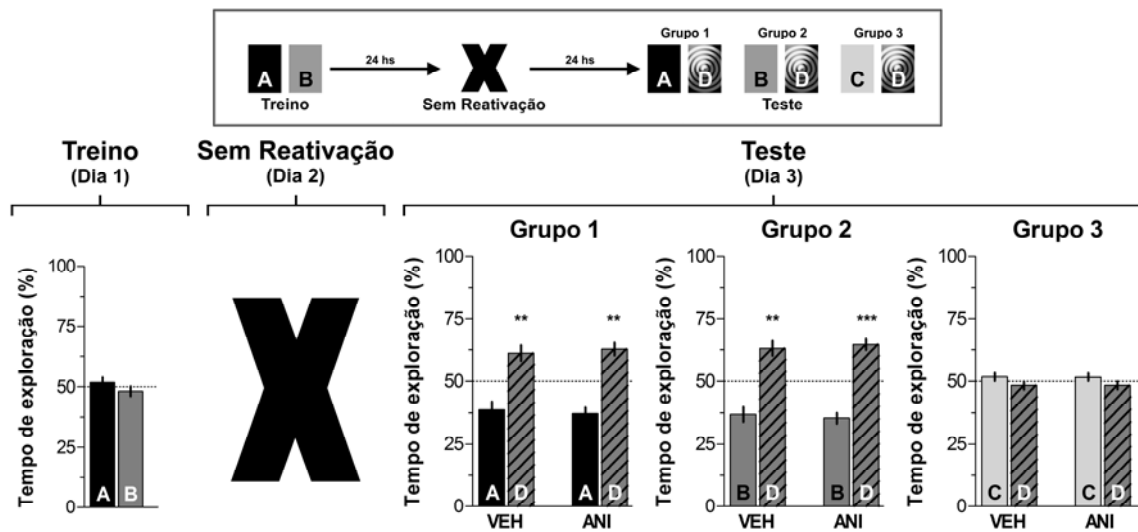 Grupo 1 Grupo 2 Grupo 3
24 hs 24 hs
A B A D B D C D
Treino Sem Reativação Teste
Treino Sem Reativação Teste
(Dia 1) (Dia 2) (Dia 3)
Grupo 1 Grupo 2 Grupo 3
Tempo de exploração (%)
100
75
50
25
0
A B
Tempo de exploração (%)
100
75
50
25
0
** **
A D A D
VEH ANI
Tempo de exploração (%)
100
75
50
25
0
** ***
B D B D
VEH ANI
Tempo de exploração (%)
100
75
50
25
0
C D C D
VEH ANI